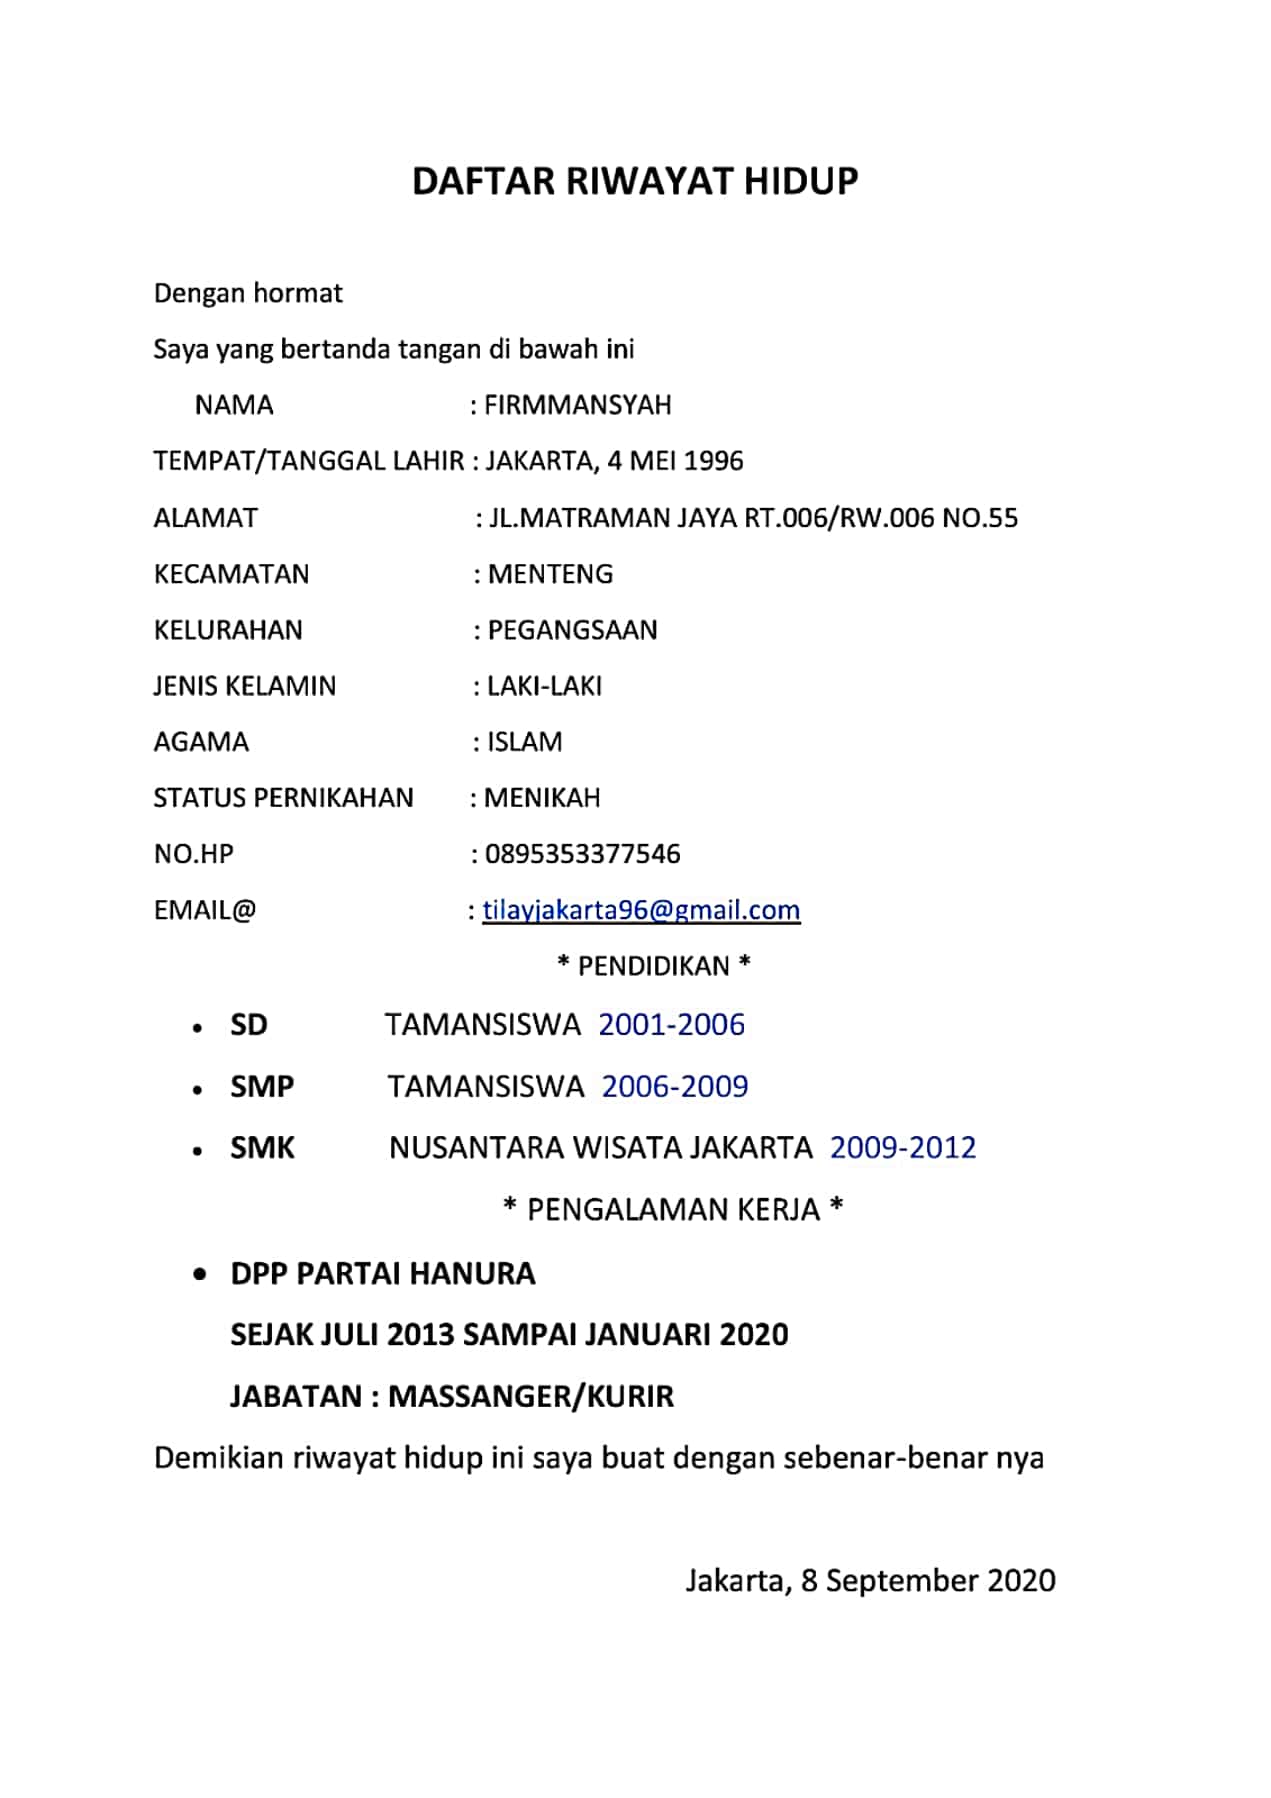 DAFTAR RIWAYAT HIDUP
Dengan hormat
Saya yang bertanda tangan di bawah ini
NAMA : FIRMMANSYAH
TEMPAT/TANGGAL LAHIR : JAKARTA, 4 MEI 1996
ALAMAT : JL.MATRAMAN JAYA RT.006/RW.006 NO.55
KECAMATAN : MENTENG
KELURAHAN : PEGANGSAAN
JENIS KELAMIN : LAKI-LAKI
AGAMA : ISLAM
STATUS PERNIKAHAN : MENIKAH
NO.HP : 0895353377546
EMAIL@ : tilayjakarta96@gmail.com
* PENDIDIKAN *
• SD TAMANSISWA 2001-2006
• SMP TAMANSISWA 2006-2009
• SMK NUSANTARA WISATA JAKARTA 2009-2012
* PENGALAMAN KERJA *
• DPP PARTAI HANURA
SEJAK JULI 2013 SAMPAI JANUARI 2020
JABATAN : MASSANGER/KURIR
Demikian riwayat hidup ini saya buat dengan sebenar-benar nya
Jakarta, 8 September 2020